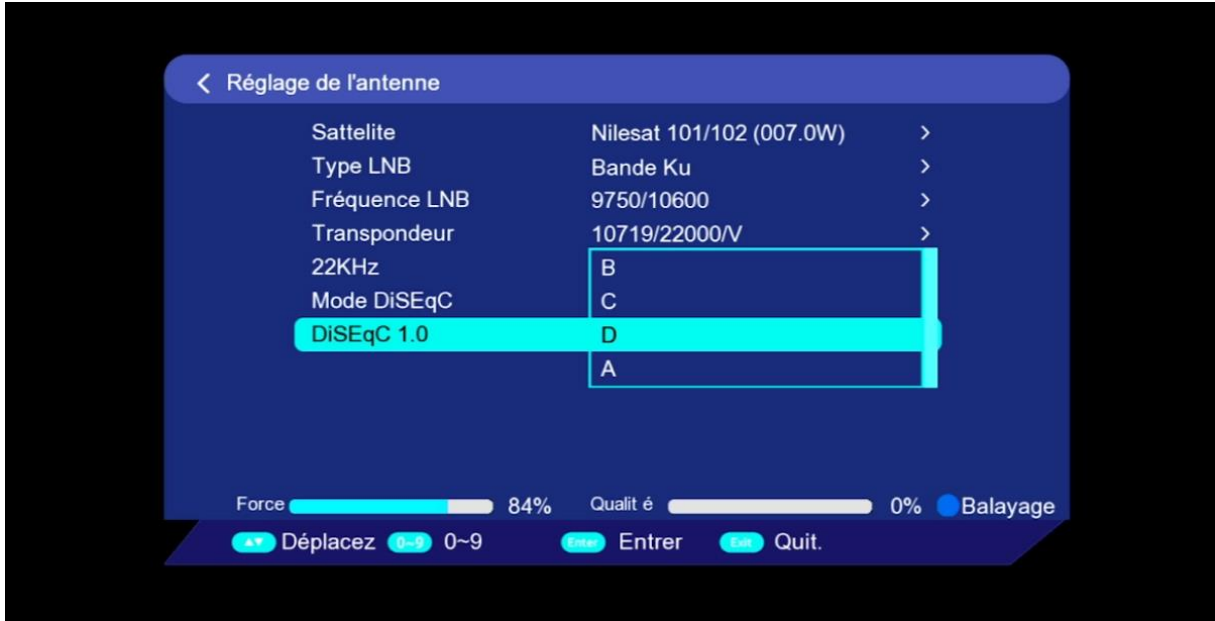 Réglage de l'antenne
Sattelite Nilesat 101/102 (007.0W)
Type LNB Bande Ku
Fréquence LNB 9750/10600
Transpondeur 10719/22000/V
22KHz B
Mode DiSEqC C
DiSEqC 1.0 D
A
Force 84% Qualit é 0% Balayage
Déplacez 0~9 0~9 Enter Entrer Exit Quit.